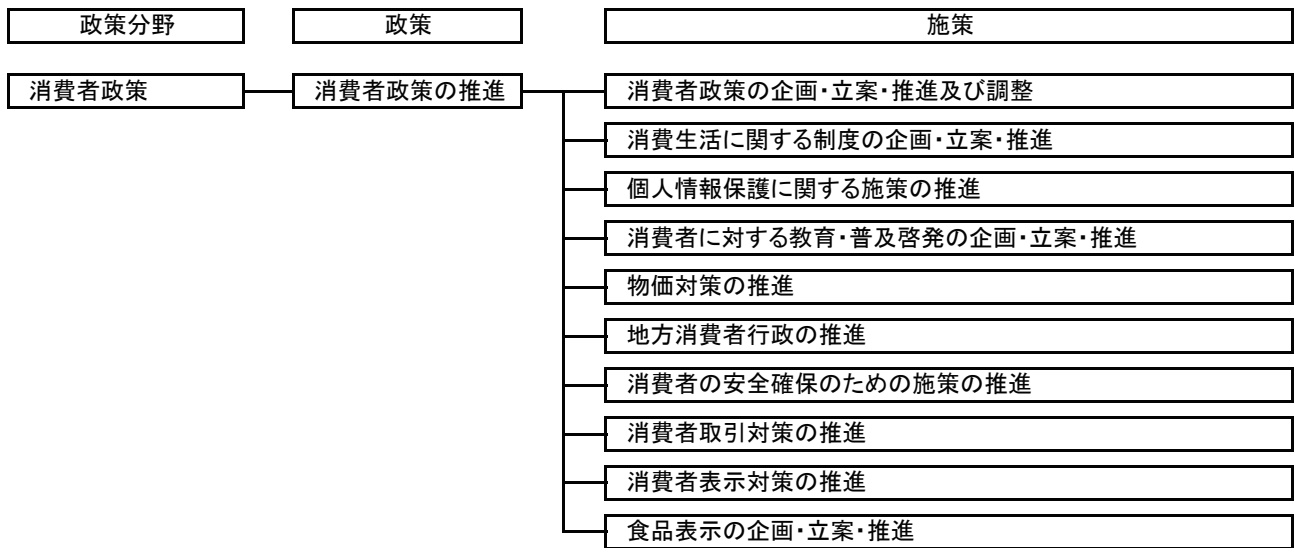 政策分野 政策 施策
消費者政策 消費者政策の推進 消費者政策の企画・立案・推進及び調整
消費生活に関する制度の企画・立案・推進
個人情報保護に関する施策の推進
消費者に対する教育・普及啓発の企画・立案・推進
物価対策の推進
地方消費者行政の推進
消費者の安全確保のための施策の推進
消費者取引対策の推進
消費者表示対策の推進
食品表示の企画・立案・推進